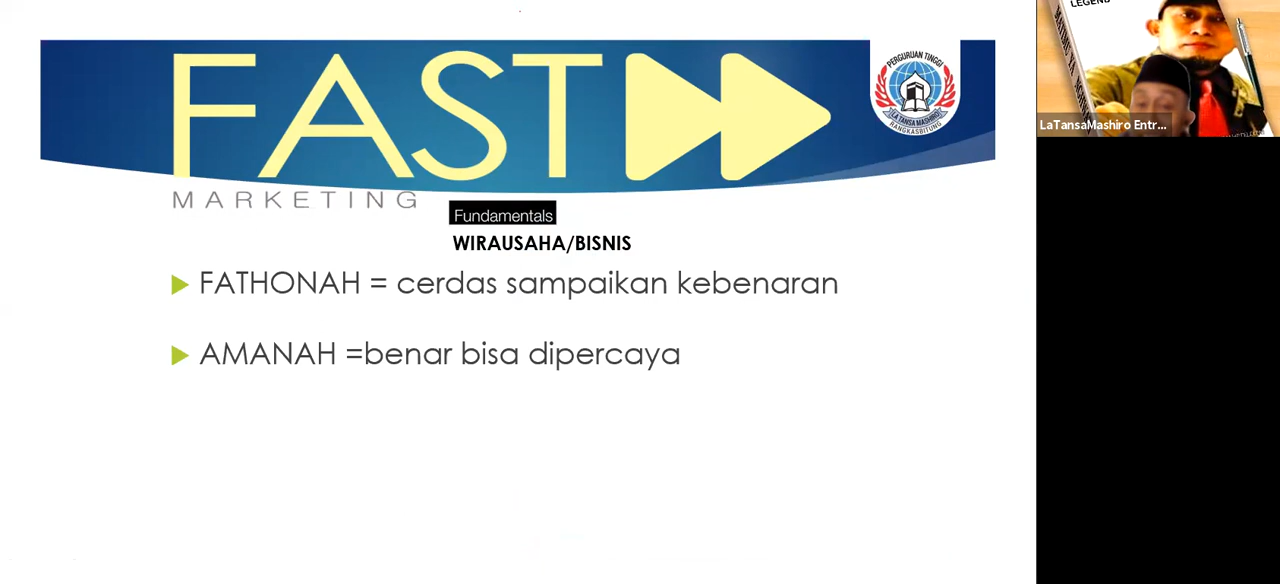 FAST
MARKETING
Fundamentals
WIRAUSAHA/BISNIS
FATHONAH = cerdas sampaikan kebenaran
AMANAH =benar bisa dipercaya
PERGURUAN TINGGI
LA TANSA MASHIRO
RANGKASBITUNG
LEGEND
LaTansaMashiro Entr...